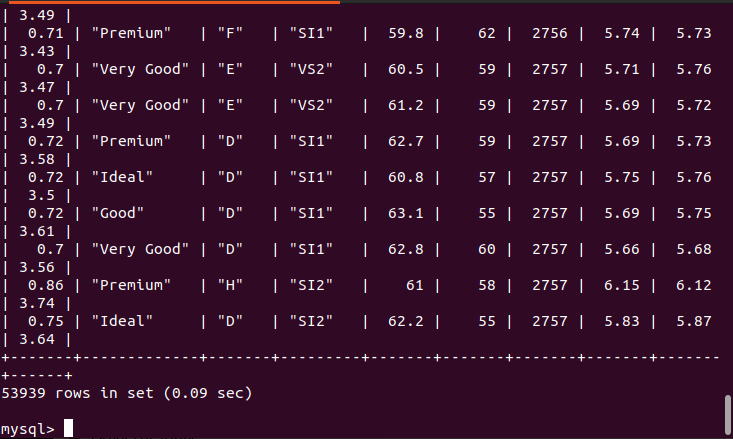 | 3.49 |
|  0.71 | "Premium"   | "F"   | "SI1"   |  59.8 |    62 |  2756 |  5.74 |  5.73
| 3.43 |
|   0.7 | "Very Good" | "E"   | "VS2"   |  60.5 |    59 |  2757 |  5.71 |  5.76
| 3.47 |
|   0.7 | "Very Good" | "E"   | "VS2"   |  61.2 |    59 |  2757 |  5.69 |  5.72
| 3.49 |
|  0.72 | "Premium"   | "D"   | "SI1"   |  62.7 |    59 |  2757 |  5.69 |  5.73
| 3.58 |
|  0.72 | "Ideal"     | "D"   | "SI1"   |  60.8 |    57 |  2757 |  5.75 |  5.76
|  3.5 |
|  0.72 | "Good"      | "D"   | "SI1"   |  63.1 |    55 |  2757 |  5.69 |  5.75
| 3.61 |
|   0.7 | "Very Good" | "D"   | "SI1"   |  62.8 |    60 |  2757 |  5.66 |  5.68
| 3.56 |
|  0.86 | "Premium"   | "H"   | "SI2"   |    61 |    58 |  2757 |  6.15 |  6.12
| 3.74 |
|  0.75 | "Ideal"     | "D"   | "SI2"   |  62.2 |    55 |  2757 |  5.83 |  5.87
| 3.64 |
+-------+-------------+-------+---------+-------+-------+-------+-------+-------
+------+
53939 rows in set (0.09 sec)
mysql>